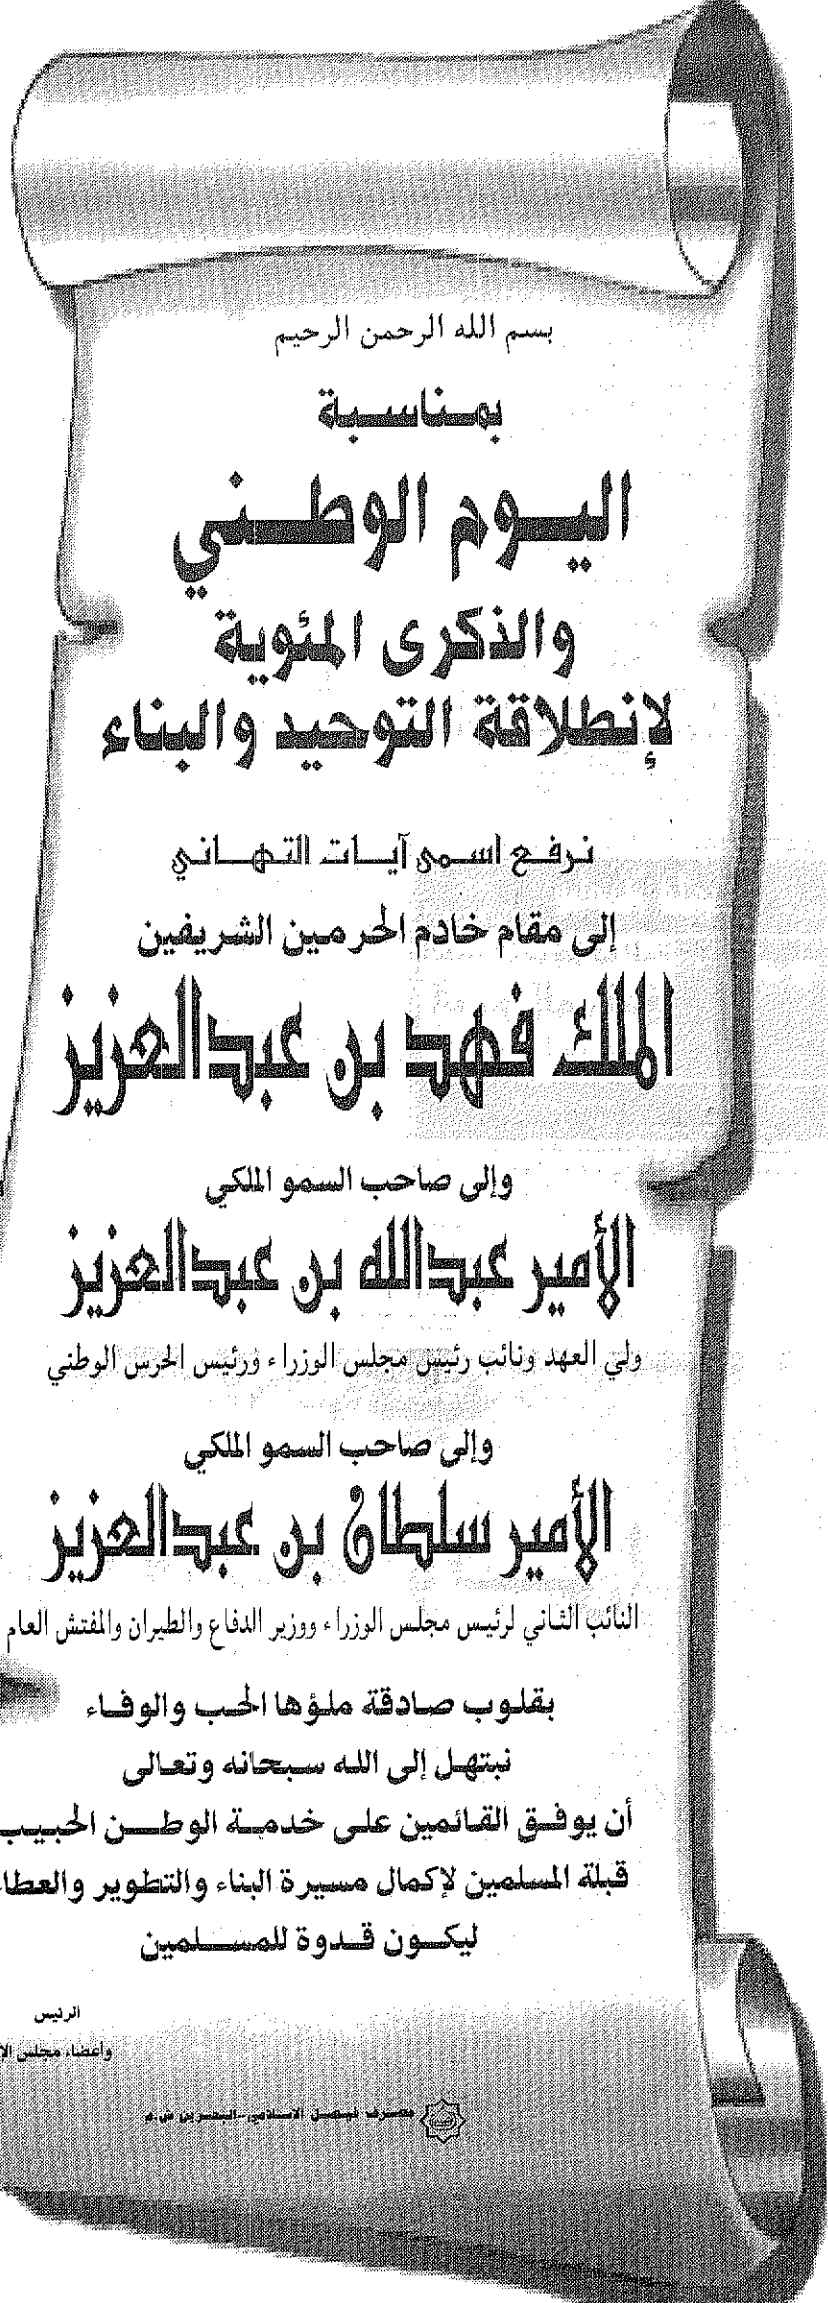 بسم الله الرحمن الرحيم
بمناسبة
اليوم الوطني
والذكرى المئوية
لإنطلاقة التوحيد والبناء
نرفع اسمى آيات التهاني
إلى مقام خادم الحرمين الشريفين
الملك فهد بن عبدالعزيز
وإلى صاحب السمو الملكي
الأمير عبدالله بن عبدالعزيز
ولي العهد ونائب رئيس مجلس الوزراء ورئيس الحرس الوطني
وإلى صاحب السمو الملكي
الأمير سلطان بن عبدالعزيز
النائب الثاني لرئيس مجلس الوزراء ووزير الدفاع والطيران والمفتش العام
بقلوب صادقة ملؤها الحب والوفاء
نبتهل إلى الله سبحانه وتعالى
أن يوفق القائمين على خدمة الوطن الحبيب
قبلة المسلمين لإكمال مسيرة البناء والتطوير والعطا
ليكون قدوة للمسلمين
الرئيس
وأعضاء مجلس
مصرف فيصل الاسلامي-البحرين ش.م